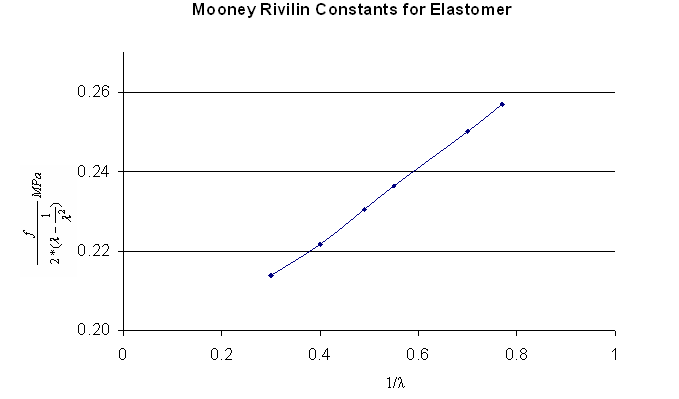 Mooney Rivilin Constants for Elastomer
0.26
0.24
0.22
0.20
f
2*(λ-1/λ²) MPa
0 0.2 0.4 0.6 0.8 1
1/λ